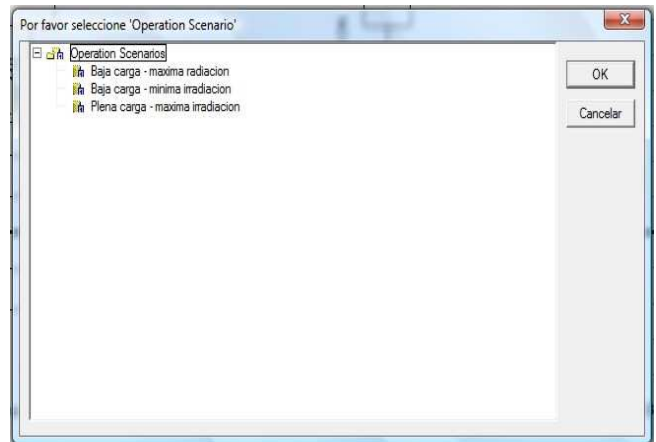 Por favor seleccione 'Operation Scenario'
Operation Scenarios
Baja carga - maxima radiacion
Baja carga - minima irradiacion
Plena carga - maxima irradiacion
OK
Cancelar